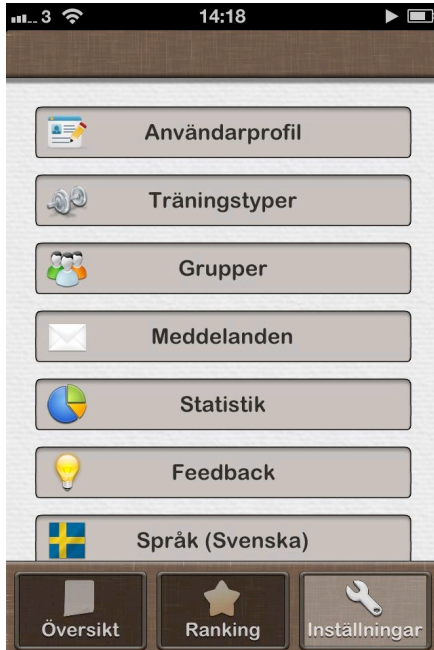 3 14:18
Användarprofil
Träningstyper
Grupper
Meddelanden
Statistik
Feedback
Språk (Svenska)
Översikt Ranking Inställningar